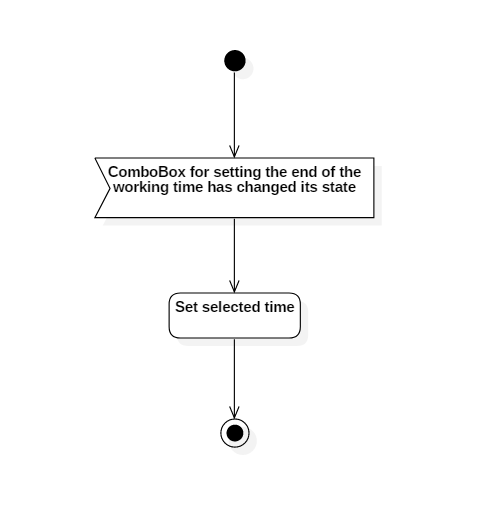 ComboBox for setting the end of the
working time has changed its state
Set selected time